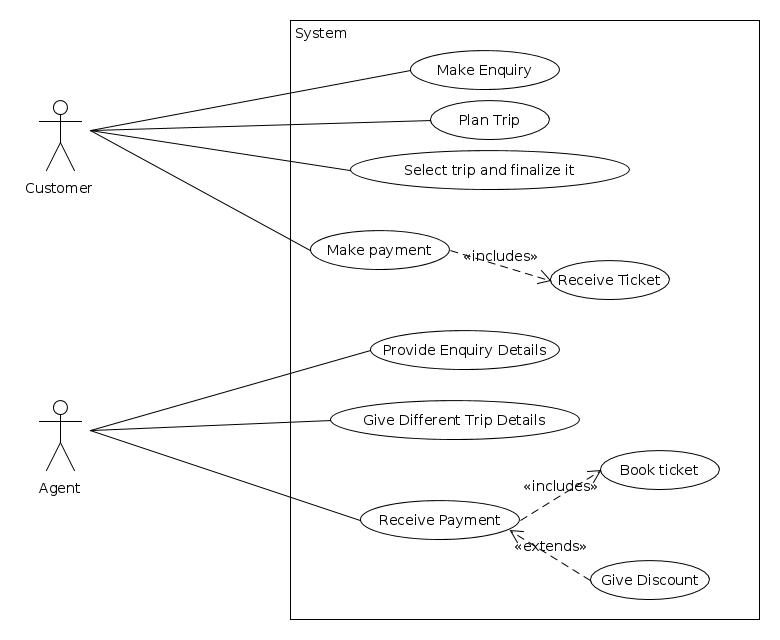 System
Make Enquiry
Plan Trip
Select trip and finalize it
Customer
Make payment
«includes»
Receive Ticket
Provide Enquiry Details
Give Different Trip Details
Agent
Book ticket
«includes»
Receive Payment
«extends»
Give Discount